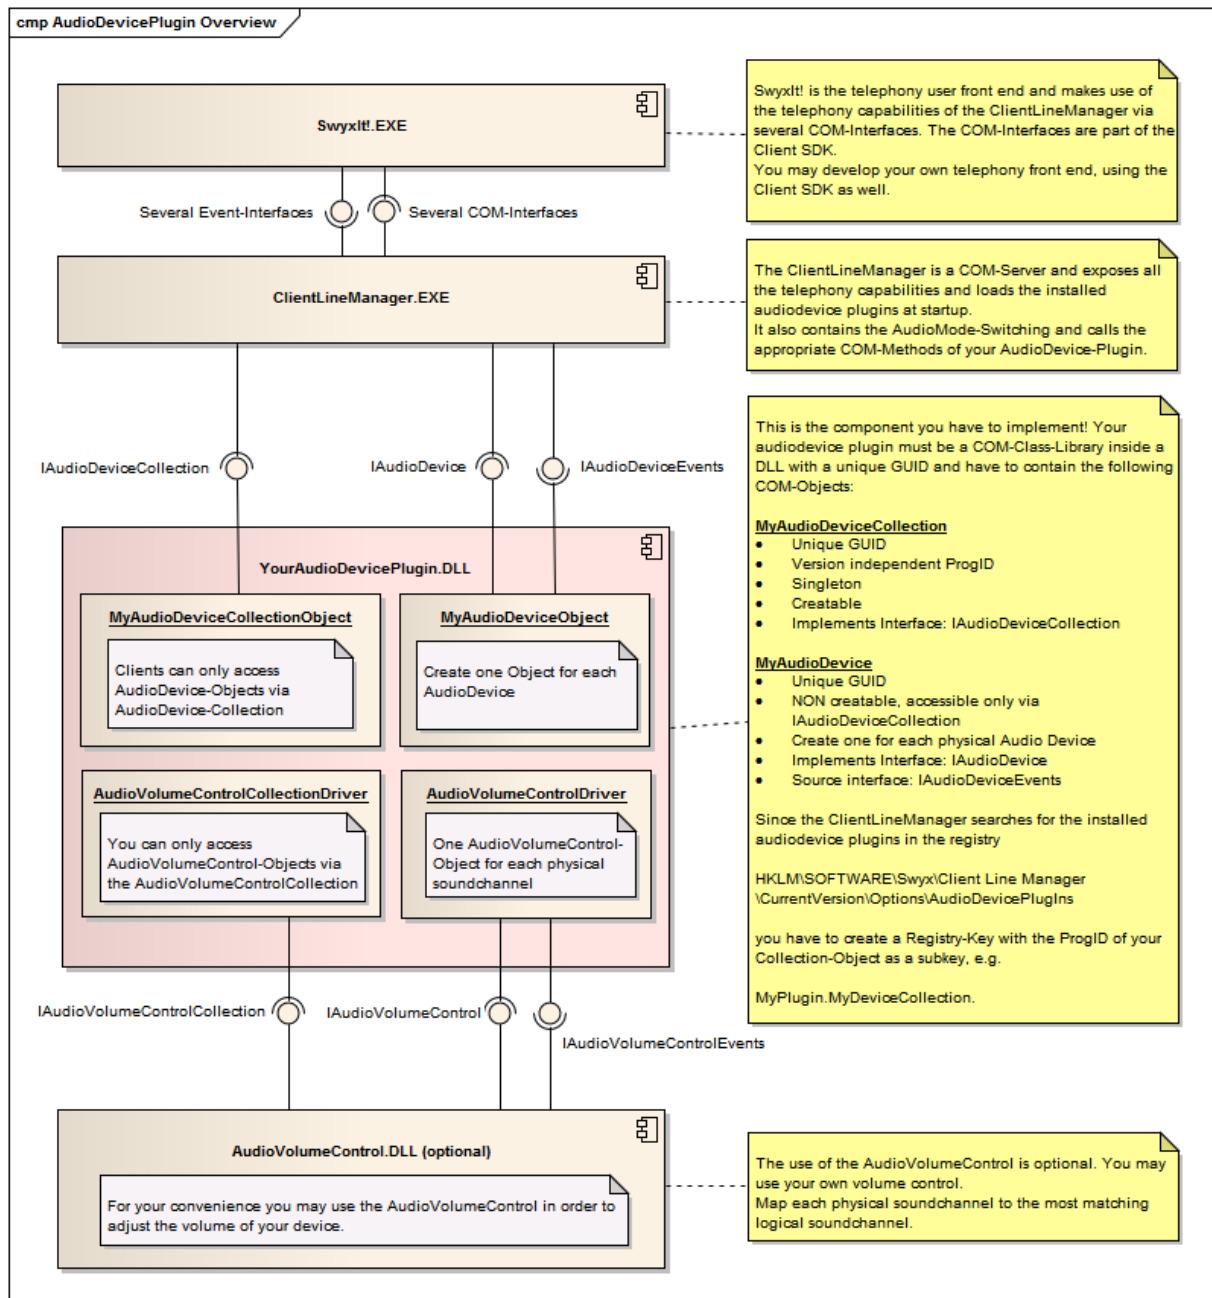 cmp AudioDevicePlugin Overview
SwyxIt!.EXE
SwyxIt! is the telephony user front end and makes use of
the telephony capabilities of the ClientLineManager via
several COM-Interfaces. The COM-Interfaces are part of the
Client SDK.
You may develop your own telephony front end, using the
Client SDK as well.
Several Event-Interfaces
Several COM-Interfaces
ClientLineManager.EXE
The ClientLineManager is a COM-Server and exposes all
the telephony capabilities and loads the installed
audiodevice plugins at startup.
It also contains the AudioMode-Switching and calls the
appropriate COM-Methods of your AudioDevice-Plugin.
IAudioDeviceCollection
IAudioDevice
IAudioDeviceEvents
This is the component you have to implement! Your
audiodevice plugin must be a COM-Class-Library inside a
DLL with a unique GUID and have to contain the following
COM-Objects:
MyAudioDeviceCollection
• Unique GUID
• Version independent ProgID
• Singleton
• Creatable
• Implements Interface: IAudioDeviceCollection
MyAudioDevice
• Unique GUID
• NON creatable, accessible only via
IAudioDeviceCollection
• Create one for each physical Audio Device
• Implements Interface: IAudioDevice
• Source interface: IAudioDeviceEvents
Since the ClientLineManager searches for the installed
audiodevice plugins in the registry
HKLM\SOFTWARE\Swyx\Client Line Manager
\CurrentVersion\Options\AudioDevicePlugIns
you have to create a Registry-Key with the ProgID of your
Collection-Object as a subkey, e.g.
MyPlugin.MyDeviceCollection.
YourAudioDevicePlugin.DLL
MyAudioDeviceCollectionObject
Clients can only access
AudioDevice-Objects via
AudioDevice-Collection
MyAudioDeviceObject
Create one Object for each
AudioDevice
AudioVolumeControlCollectionDriver
You can only access
AudioVolumeControl-Objects via
the AudioVolumeControlCollection
AudioVolumeControlDriver
One AudioVolumeControl-
Object for each physical
soundchannel
IAudioVolumeControlCollection
IAudioVolumeControl
IAudioVolumeControlEvents
AudioVolumeControl.DLL (optional)
For your convenience you may use the AudioVolumeControl in order to
adjust the volume of your device.
The use of the AudioVolumeControl is optional. You may
use your own volume control.
Map each physical soundchannel to the most matching
logical soundchannel.